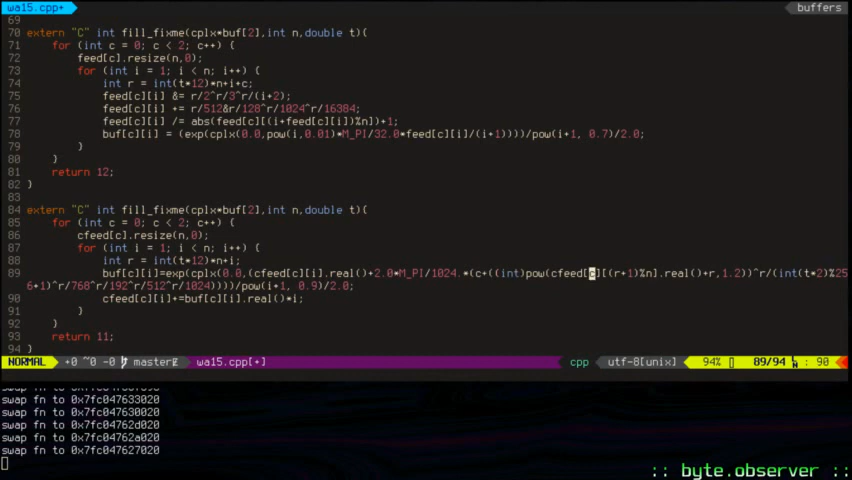 wa15.cpp+ buffers
69
70 extern "C" int fill_fixme(cplx*buf[2],int n,double t){
71 for (int c = 0; c < 2; c++) {
72 feed[c].resize(n,0);
73 for (int i = 1; i < n; i++) {
74 int r = int(t*12)*n+i+c;
75 feed[c][i] &= r/2^r/3^r/(i+2);
76 feed[c][i] += r/512&r/128^r/1024^r/16384;
77 feed[c][i] /= abs(feed[c][(i+feed[c][i])%n])+1;
78 buf[c][i] = (exp(cplx(0.0,pow(i,0.01)*M_PI/32.0*feed[c][i]/(i+1))))/pow(i+1, 0.7)/2.0;
79 }
80 }
81 return 12;
82 }
83
84 extern "C" int fill_fixme(cplx*buf[2],int n,double t){
85 for (int c = 0; c < 2; c++) {
86 cfeed[c].resize(n,0);
87 for (int i = 1; i < n; i++) {
88 int r = int(t*12)*n+i;
89 buf[c][i]=exp(cplx(0.0,(cfeed[c][i].real()+2.0*M_PI/1024.*(c+((int)pow(cfeed[c][(r+1)%n].real()+r,1.2))^r/(int(t*2)%25
6+1)^r/768^r/192^r/512^r/1024))))/pow(i+1, 0.9)/2.0;
90 cfeed[c][i]+=buf[c][i].real()*i;
91 }
92 }
93 return 11;
94 }
NORMAL +0 ~0 -0 master wa15.cpp[+] cpp utf-8[unix] 94% 89/94 : 90
swap fn to 0x7fc047633020
swap fn to 0x7fc047630020
swap fn to 0x7fc04762d020
swap fn to 0x7fc04762a020
swap fn to 0x7fc047627020
:: byte.observer ::